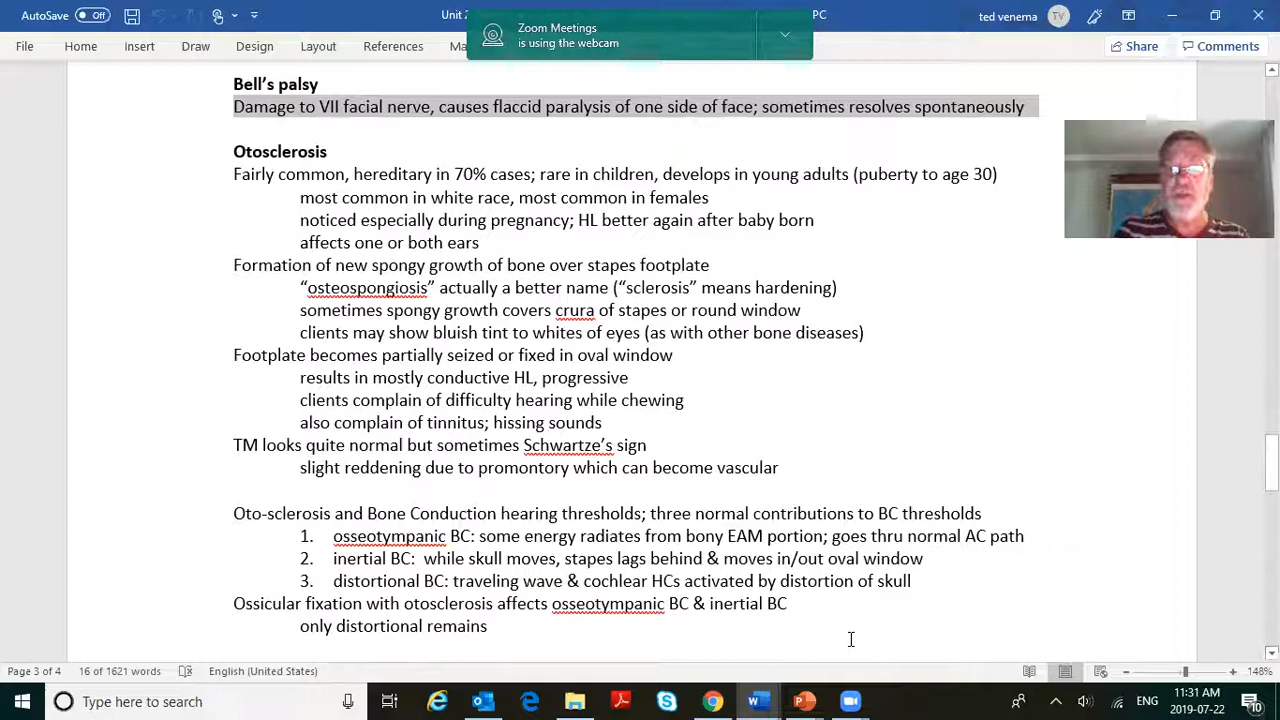 AutoSave Off
Unit 2
PC
ted venema TV
Zoom Meetings
is using the webcam
File Home Insert Draw Design Layout References Ma
Share Comments
Bell's palsy
Damage to VII facial nerve, causes flaccid paralysis of one side of face; sometimes resolves spontaneously
Otosclerosis
Fairly common, hereditary in 70% cases; rare in children, develops in young adults (puberty to age 30)
most common in white race, most common in females
noticed especially during pregnancy; HL better again after baby born
affects one or both ears
Formation of new spongy growth of bone over stapes footplate
“osteospongiosis” actually a better name (“sclerosis” means hardening)
sometimes spongy growth covers crura of stapes or round window
clients may show bluish tint to whites of eyes (as with other bone diseases)
Footplate becomes partially seized or fixed in oval window
results in mostly conductive HL, progressive
clients complain of difficulty hearing while chewing
also complain of tinnitus; hissing sounds
TM looks quite normal but sometimes Schwartze’s sign
slight reddening due to promontory which can become vascular
Oto-sclerosis and Bone Conduction hearing thresholds; three normal contributions to BC thresholds
1. osseotympanic BC: some energy radiates from bony EAM portion; goes thru normal AC path
2. inertial BC: while skull moves, stapes lags behind & moves in/out oval window
3. distortional BC: traveling wave & cochlear HCs activated by distortion of skull
Ossicular fixation with otosclerosis affects osseotympanic BC & inertial BC
only distortional remains
Page 3 of 4 16 of 1621 words English (United States) 148%
Type here to search
ENG 11:31 AM
2019-07-22 10